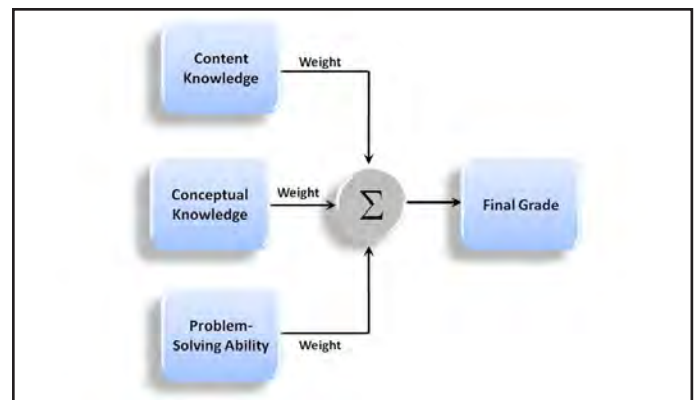 Content
Knowledge
Weight
Conceptual
Knowledge
Weight
Σ
Final Grade
Problem-
Solving Ability
Weight